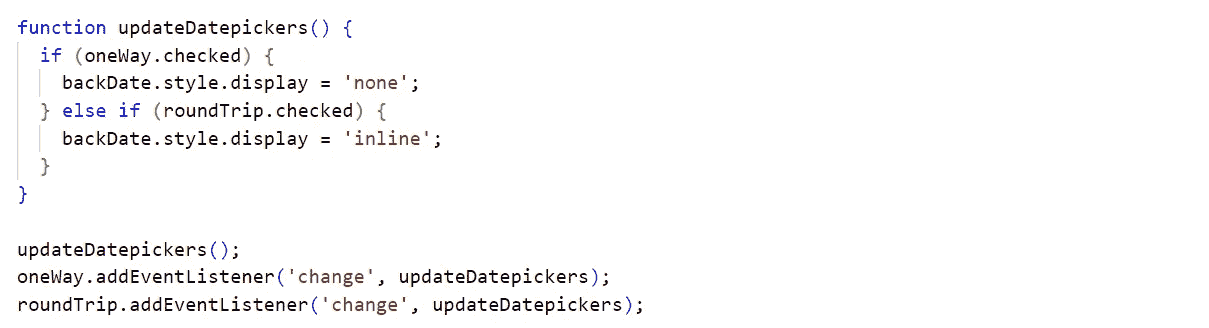 function updateDatepickers() {
  if (oneWay.checked) {
    backDate.style.display = 'none';
  } else if (roundTrip.checked) {
    backDate.style.display = 'inline';
  }
}

updateDatepickers();
oneWay.addEventListener('change', updateDatepickers);
roundTrip.addEventListener('change', updateDatepickers);